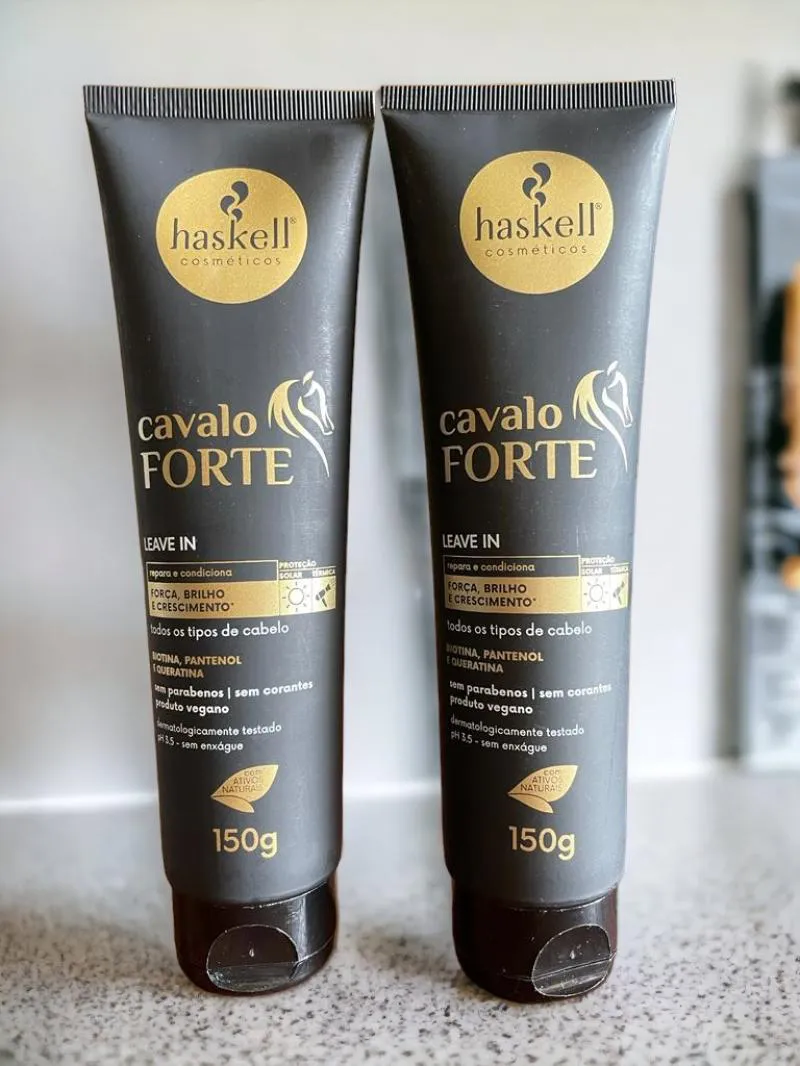 haskell®
cosméticos
cavalo
FORTE
LEAVE IN
repara e condiciona
FORÇA, BRILHO
E CRESCIMENTO*
PROTEÇÃO
SOLAR TÉRMICA
todos os tipos de cabelo
BIOTINA, PANTENOL
E QUERATINA
sem parabenos | sem corantes
produto vegano
dermatologicamente testado
pH 3.5 - sem enxágue
com
ATIVOS
NATURAIS
150g
haskell®
cosméticos
cavalo
FORTE
LEAVE IN
repara e condiciona
FORÇA, BRILHO
E CRESCIMENTO*
PROTEÇÃO
SOLAR TÉRMICA
todos os tipos de cabelo
BIOTINA, PANTENOL
E QUERATINA
sem parabenos | sem corantes
produto vegano
dermatologicamente testado
pH 3.5 - sem enxágue
com
ATIVOS
NATURAIS
150g